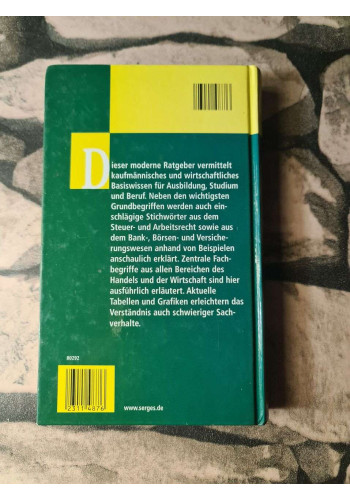 Dieser moderne Ratgeber vermittelt
kaufmännisches und wirtschaftliches
Basiswissen für Ausbildung, Studium
und Beruf. Neben den wichtigsten
Grundbegriffen werden auch ein-
schlägige Stichwörter aus dem
Steuer- und Arbeitsrecht sowie aus
dem Bank-, Börsen- und Versiche-
rungswesen anhand von Beispielen
anschaulich erklärt. Zentrale Fach-
begriffe aus allen Bereichen des
Handels und der Wirtschaft sind hier
ausführlich erläutert. Aktuelle
Tabellen und Grafiken erleichtern das
Verständnis auch schwieriger Sach-
verhalte.
80292
23114876
www.serges.de